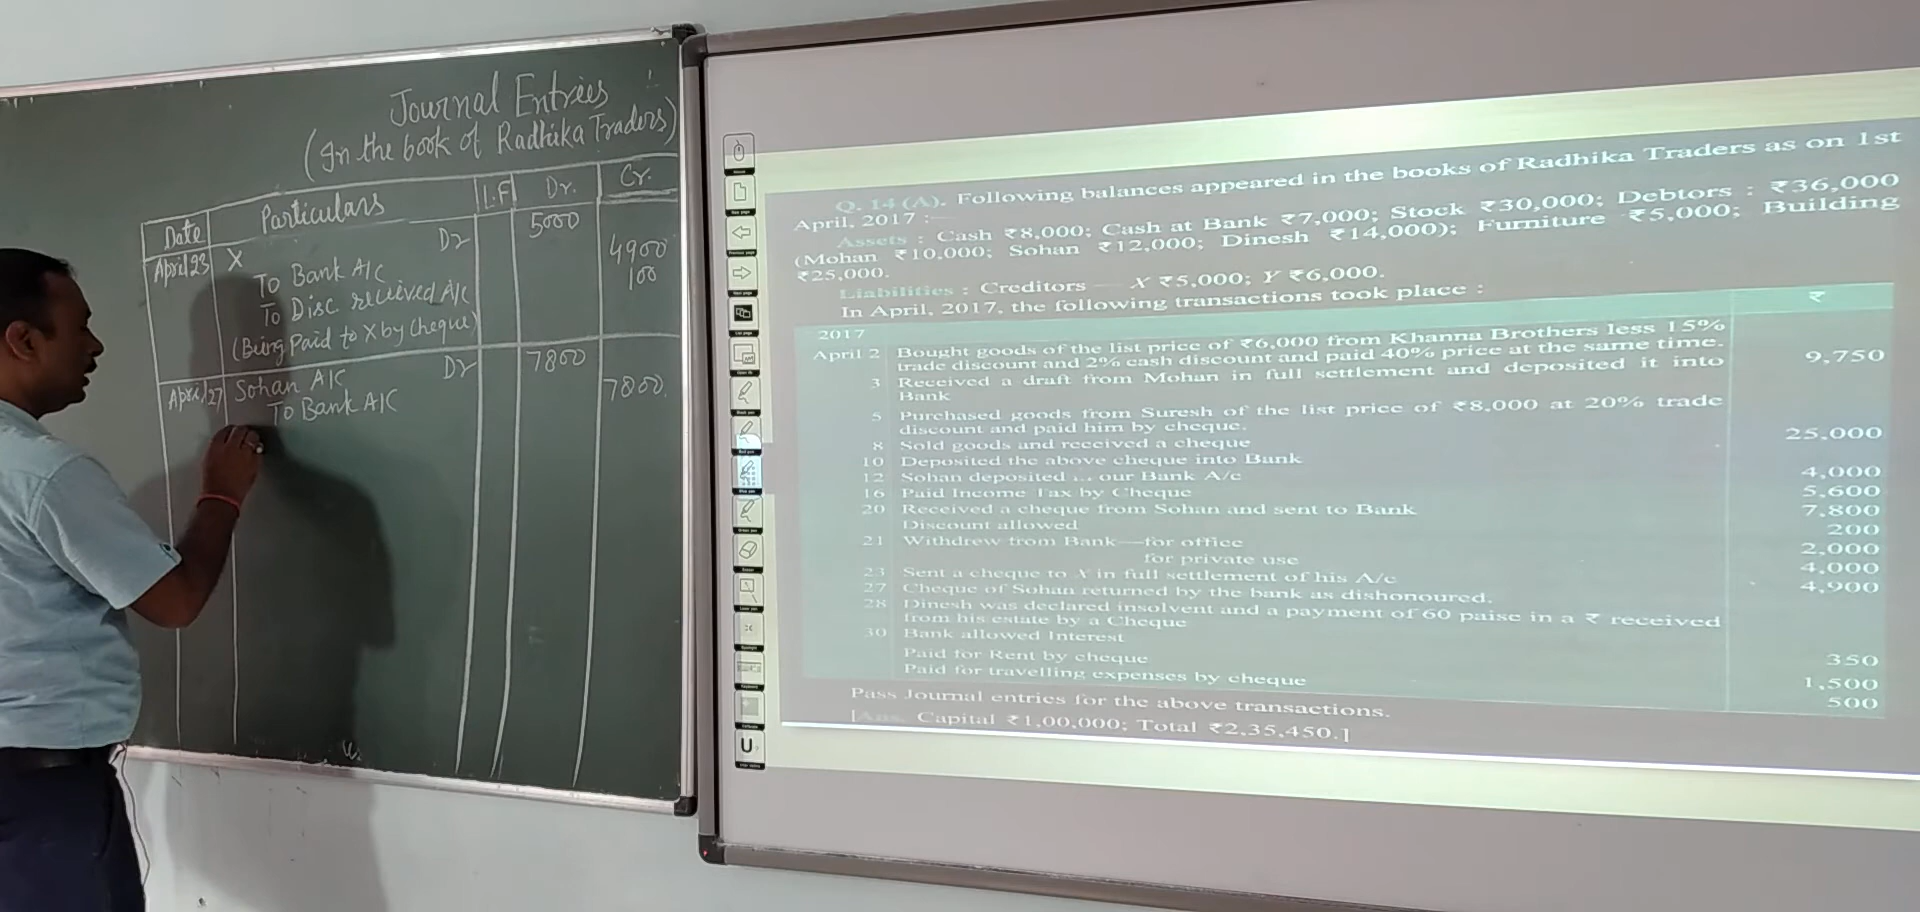 Journal Entries
(In the book of Radhika Traders)
Date Particulars L.F Dr. Cr.
April 23 X Dr 5000
To Bank A/C 4900
To Disc. received A/c 100
(Being Paid to X by cheque)
April 27 Sohan A/C Dr 7800
To Bank A/C 7800.
Q. 14 (A). Following balances appeared in the books of Radhika Traders as on 1st
April, 2017 :—
Assets : Cash ₹8,000; Cash at Bank ₹7,000; Stock ₹30,000; Debtors : ₹36,000
(Mohan ₹10,000; Sohan ₹12,000; Dinesh ₹14,000); Furniture ₹5,000; Building
₹25,000.
Liabilities : Creditors — X ₹5,000; Y ₹6,000.
In April, 2017, the following transactions took place :
2017 ₹
April 2 Bought goods of the list price of ₹6,000 from Khanna Brothers less 15%
trade discount and 2% cash discount and paid 40% price at the same time.
3 Received a draft from Mohan in full settlement and deposited it into 9,750
Bank
5 Purchased goods from Suresh of the list price of ₹8,000 at 20% trade
discount and paid him by cheque.
8 Sold goods and received a cheque 25,000
10 Deposited the above cheque into Bank
12 Sohan deposited our Bank A/c 4,000
16 Paid Income Tax by Cheque 5,600
20 Received a cheque from Sohan and sent to Bank 7,800
Discount allowed 200
21 Withdrew from Bank—for office 2,000
for private use 4,000
23 Sent a cheque to X in full settlement of his A/c 4,900
27 Cheque of Sohan returned by the bank as dishonoured.
28 Dinesh was declared insolvent and a payment of 60 paise in a ₹ received
from his estate by a Cheque
30 Bank allowed Interest 350
Paid for Rent by cheque 1,500
Paid for travelling expenses by cheque 500
Pass Journal entries for the above transactions.
[Ans. Capital ₹1,00,000; Total ₹2,35,450.]